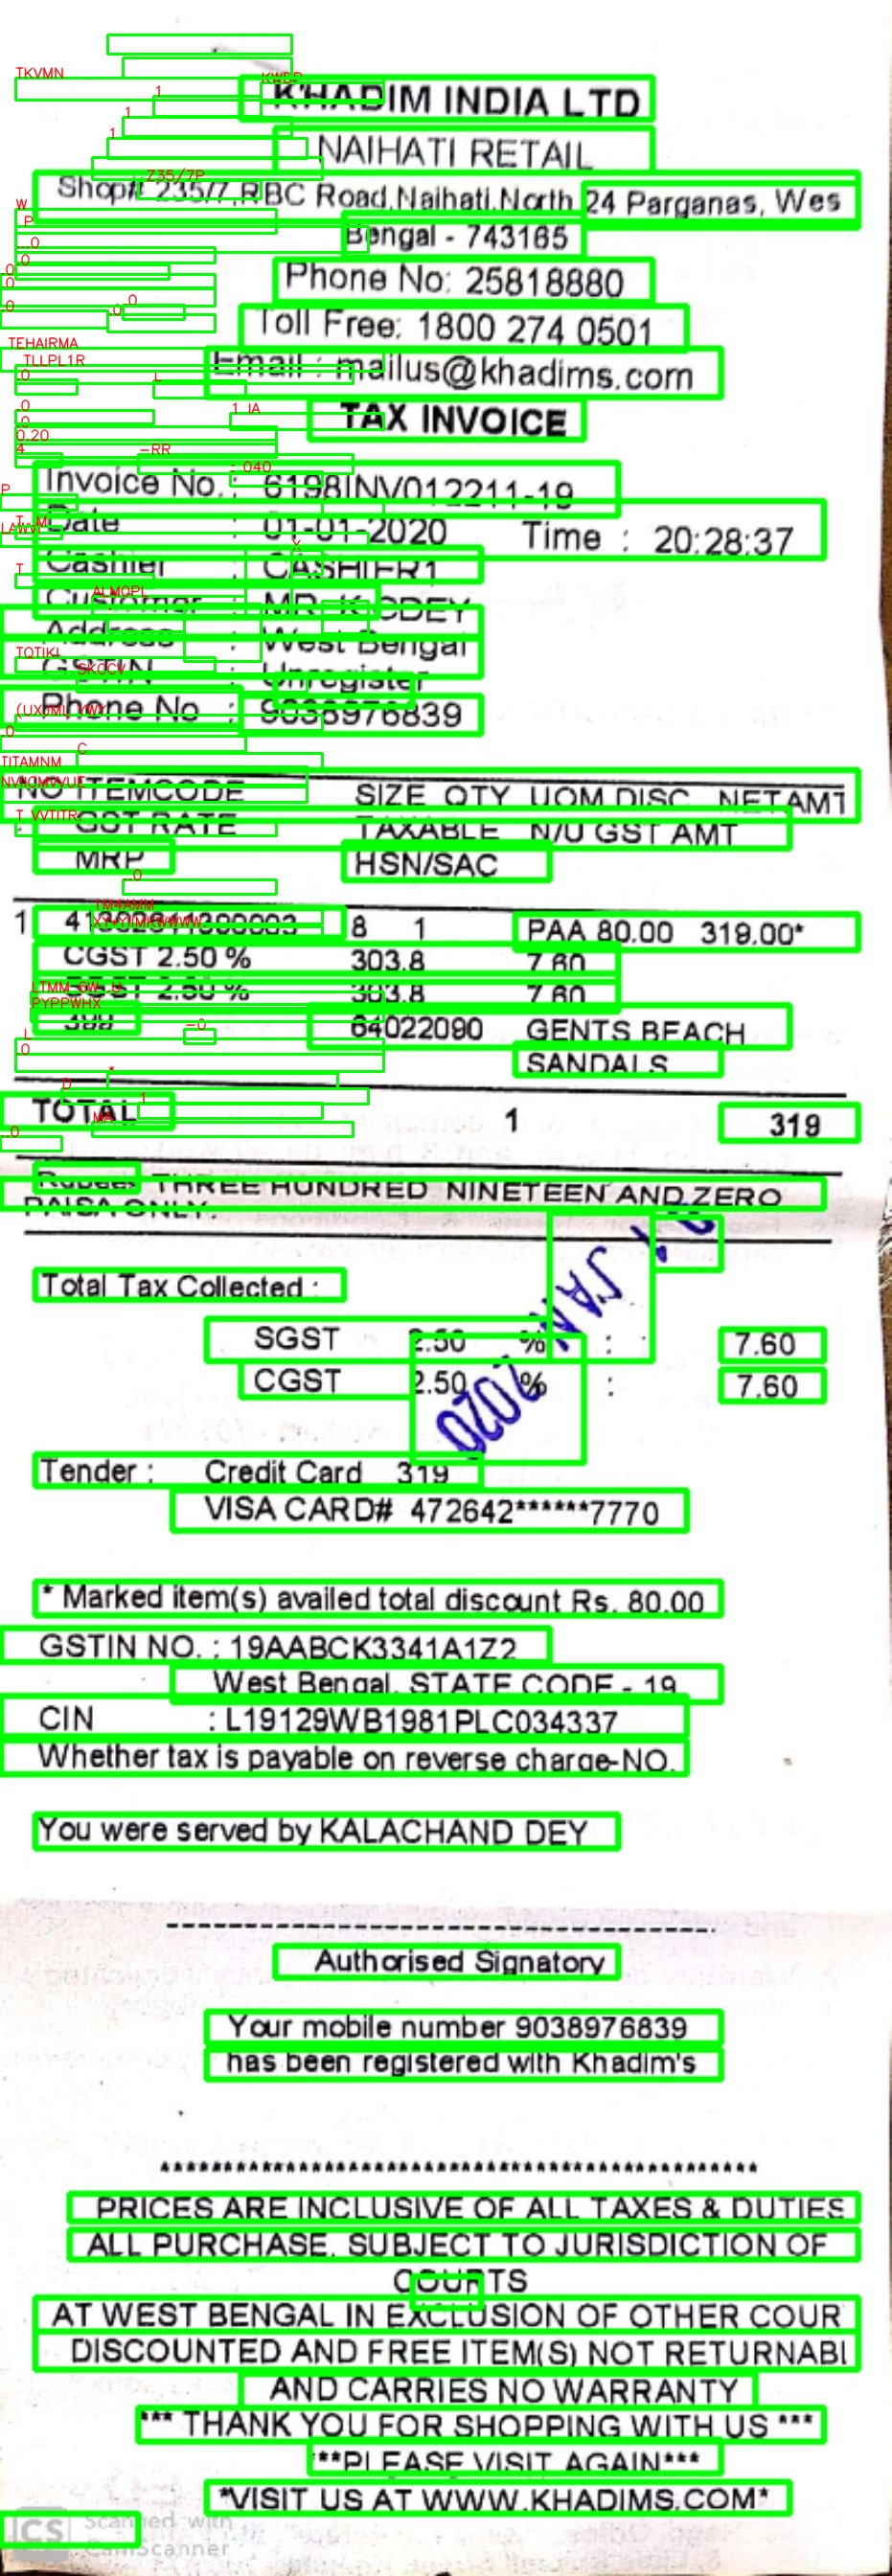 KHADIM INDIA LTD
NAIHATI RETAIL
Shop# 235/7,RBC Road,Naihati,North 24 Parganas, Wes
Bengal - 743165
Phone No: 25818880
Toll Free: 1800 274 0501
Email : mailus@khadims.com
TAX INVOICE
Invoice No. : 6198INV012211-19
Date : 01-01-2020 Time : 20:28:37
Cashier : CASHIER1
Customer : MR K CDEY
Address : West Bengal
GSTIN : Unregister
Phone No : 9038976839
NO ITEMCODE SIZE QTY UOM DISC NETAMT
GST RATE TAXABLE N/U GST AMT
MRP HSN/SAC
1 8 1 PAA 80.00 319.00*
CGST 2.50 % 303.8 7.60
SGST 2.50 % 303.8 7.60
399 64022090 GENTS BEACH
SANDALS
TOTAL 1 319
Rupees THREE HUNDRED NINETEEN AND ZERO
PAISA ONLY.
Total Tax Collected :
SGST 2.50 % : 7.60
CGST 2.50 % : 7.60
JAN 2020
Tender : Credit Card 319
VISA CARD# 472642******7770
* Marked item(s) availed total discount Rs. 80.00
GSTIN NO. : 19AABCK3341A1Z2
West Bengal, STATE CODE - 19
CIN : L19129WB1981PLC034337
Whether tax is payable on reverse charge-NO.
You were served by KALACHAND DEY
Authorised Signatory
Your mobile number 9038976839
has been registered with Khadim's
PRICES ARE INCLUSIVE OF ALL TAXES & DUTIES
ALL PURCHASE. SUBJECT TO JURISDICTION OF
COURTS
AT WEST BENGAL IN EXCLUSION OF OTHER COUR
DISCOUNTED AND FREE ITEM(S) NOT RETURNABL
AND CARRIES NO WARRANTY
*** THANK YOU FOR SHOPPING WITH US ***
***PLEASE VISIT AGAIN***
*VISIT US AT WWW.KHADIMS.COM*
CS Scanned with
CamScanner